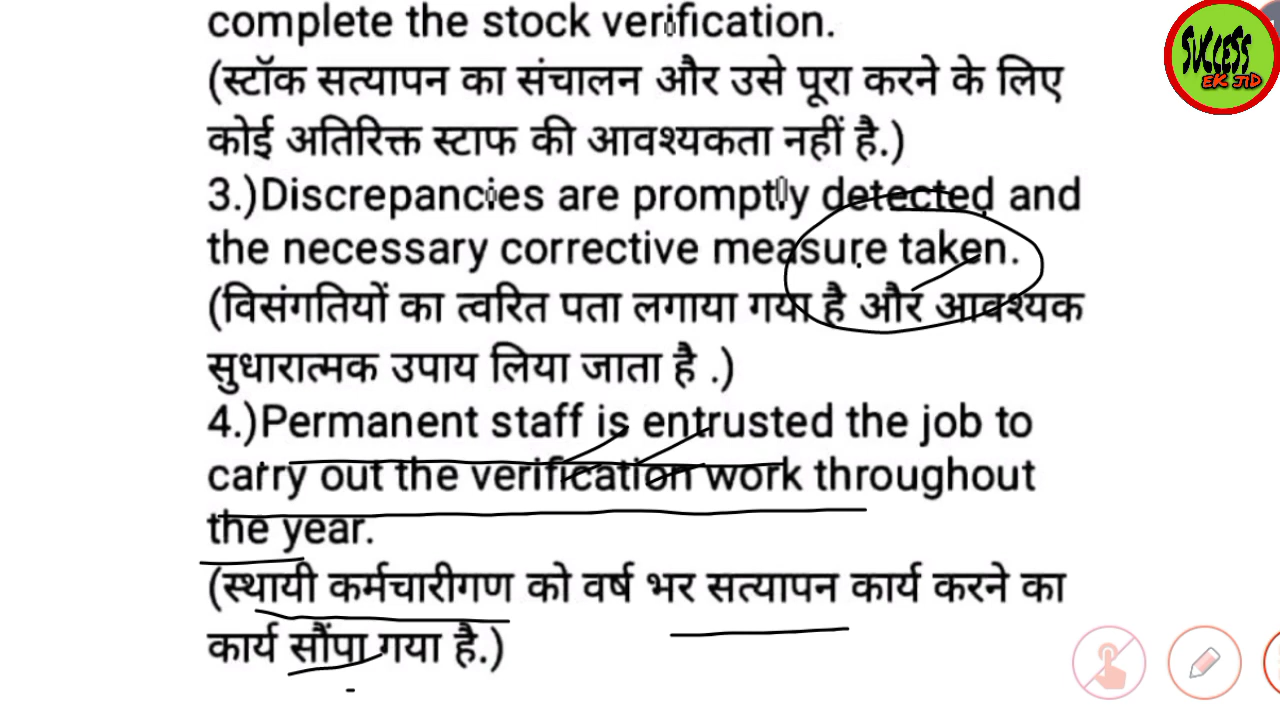 complete the stock verification.
(स्टॉक सत्यापन का संचालन और उसे पूरा करने के लिए
कोई अतिरिक्त स्टाफ की आवश्यकता नहीं है.)
3.)Discrepancies are promptly detected and
the necessary corrective measure taken.
(विसंगतियों का त्वरित पता लगाया गया है और आवश्यक
सुधारात्मक उपाय लिया जाता है .)
4.)Permanent staff is entrusted the job to
carry out the verification work throughout
the year.
(स्थायी कर्मचारीगण को वर्ष भर सत्यापन कार्य करने का
कार्य सौंपा गया है.)
SUCCESS
EK JID